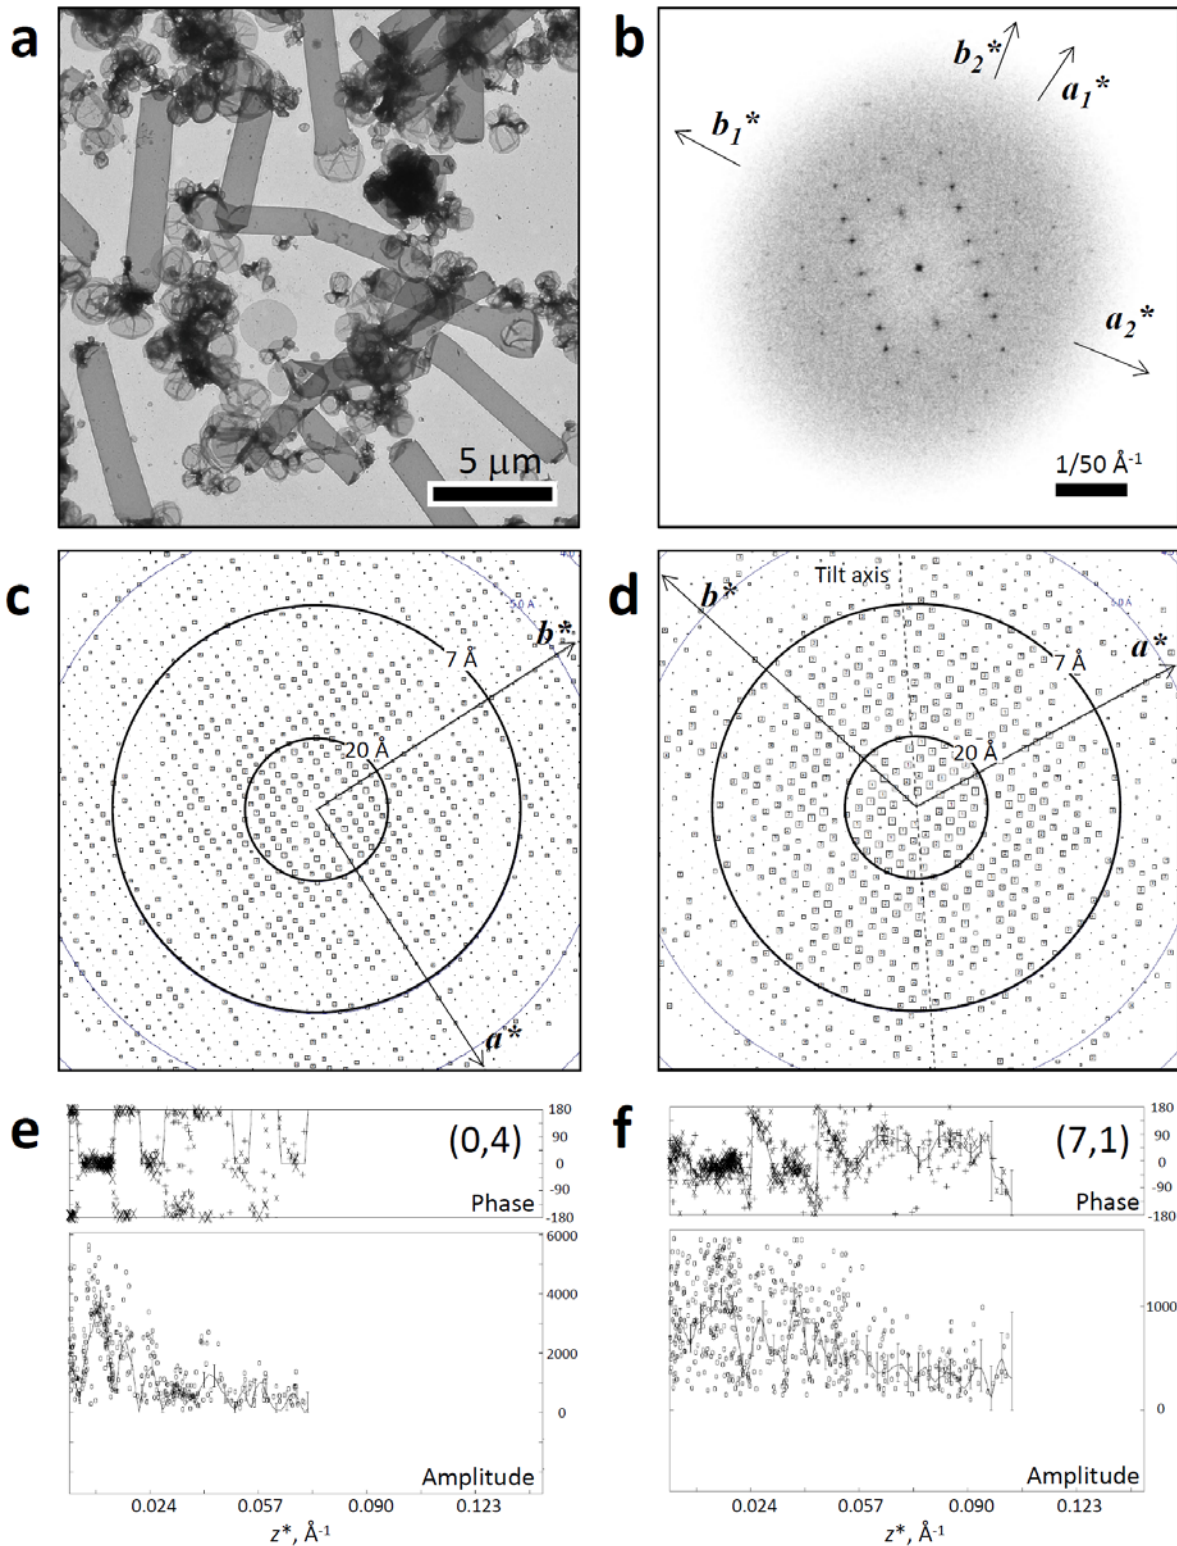 a
5 μm
b
b2*
a1*
b1*
a2*
1/50 Å-1
c
b*
7 Å
20 Å
a*
5.0 Å
d
Tilt axis
b*
7 Å
a*
20 Å
e
(0,4)
Phase
180
90
0
-90
-180
6000
4000
2000
0
Amplitude
0.024 0.057 0.090 0.123
z*, Å-1
f
(7,1)
Phase
180
90
0
-90
-180
1000
0
Amplitude
0.024 0.057 0.090 0.123
z*, Å-1